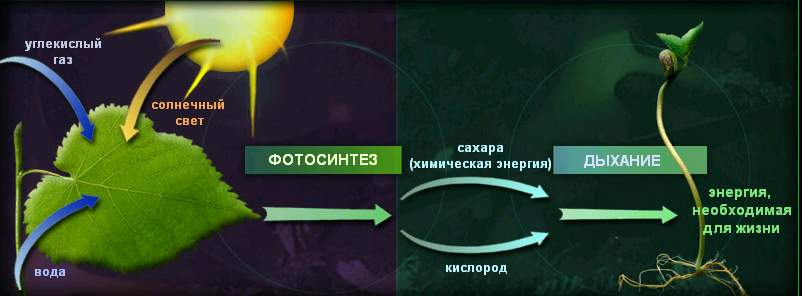 углекислый
газ
солнечный
свет
вода
ФОТОСИНТЕЗ
сахара
(химическая энергия)
кислород
ДЫХАНИЕ
энергия,
необходимая
для жизни